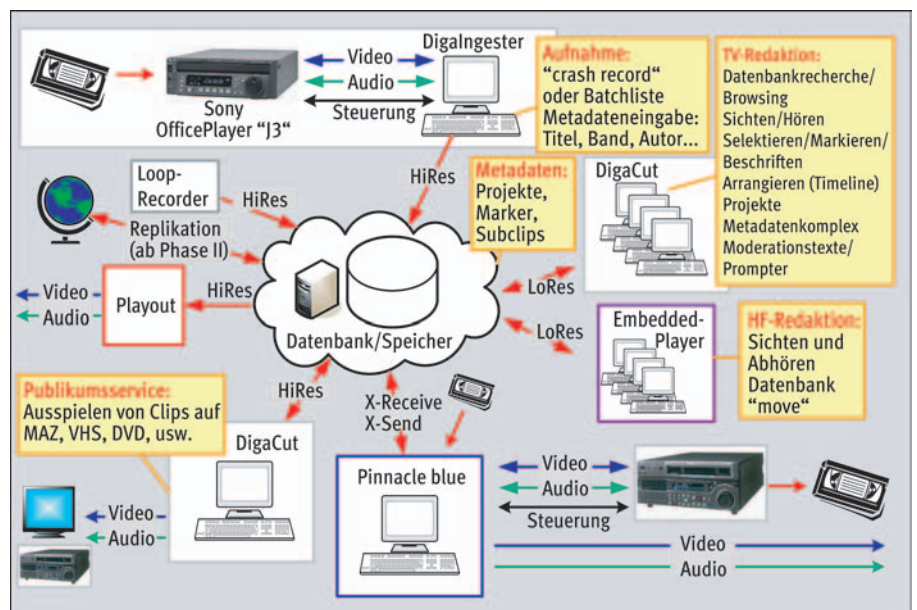 Sony
OfficePlayer "J3"
Video
Audio
Steuerung
DigaIngester
Aufnahme:
"crash record"
oder Batchliste
Metadateneingabe:
Titel, Band, Autor...
TV-Redaktion:
Datenbankrecherche/
Browsing
Sichten/Hören
Selektieren/Markieren/
Beschriften
Arrangieren (Timeline)
Projekte
Metadatenkomplex
Moderationstexte/
Prompter
Loop-
Recorder
HiRes
HiRes
Metadaten:
Projekte,
Marker,
Subclips
DigaCut
Replikation
(ab Phase II)
Video
Audio
Playout
HiRes
Datenbank/Speicher
LoRes
LoRes
Embedded-
Player
HF-Redaktion:
Sichten und
Abhören
Datenbank
"move"
Publikumsservice:
Ausspielen von Clips auf
MAZ, VHS, DVD, usw.
HiRes
X-Receive
X-Send
DigaCut
Video
Audio
Pinnacle blue
Video
Audio
Steuerung
Video
Audio